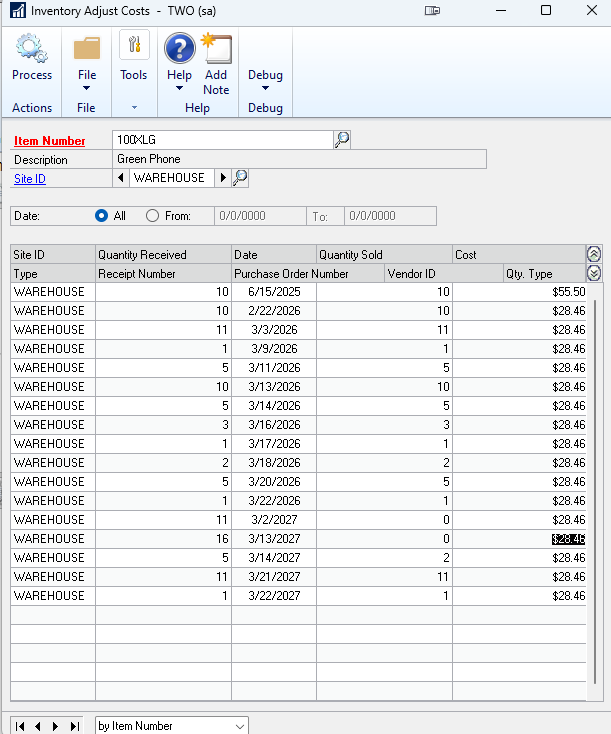 Inventory Adjust Costs - TWO (sa)
Process File Tools Help Add Note Debug
Actions File Help Debug
Item Number 100XLG
Description Green Phone
Site ID WAREHOUSE
Date: All From: 0/0/0000 To: 0/0/0000
Site ID Quantity Received Date Quantity Sold Cost
Type Receipt Number Purchase Order Number Vendor ID Qty. Type
WAREHOUSE 10 6/15/2025 10 $55.50
WAREHOUSE 10 2/22/2026 10 $28.46
WAREHOUSE 11 3/3/2026 11 $28.46
WAREHOUSE 1 3/9/2026 1 $28.46
WAREHOUSE 5 3/11/2026 5 $28.46
WAREHOUSE 10 3/13/2026 10 $28.46
WAREHOUSE 5 3/14/2026 5 $28.46
WAREHOUSE 3 3/16/2026 3 $28.46
WAREHOUSE 1 3/17/2026 1 $28.46
WAREHOUSE 2 3/18/2026 2 $28.46
WAREHOUSE 5 3/20/2026 5 $28.46
WAREHOUSE 1 3/22/2026 1 $28.46
WAREHOUSE 11 3/2/2027 0 $28.46
WAREHOUSE 16 3/13/2027 0 $28.46
WAREHOUSE 5 3/14/2027 2 $28.46
WAREHOUSE 11 3/21/2027 11 $28.46
WAREHOUSE 1 3/22/2027 1 $28.46
by Item Number